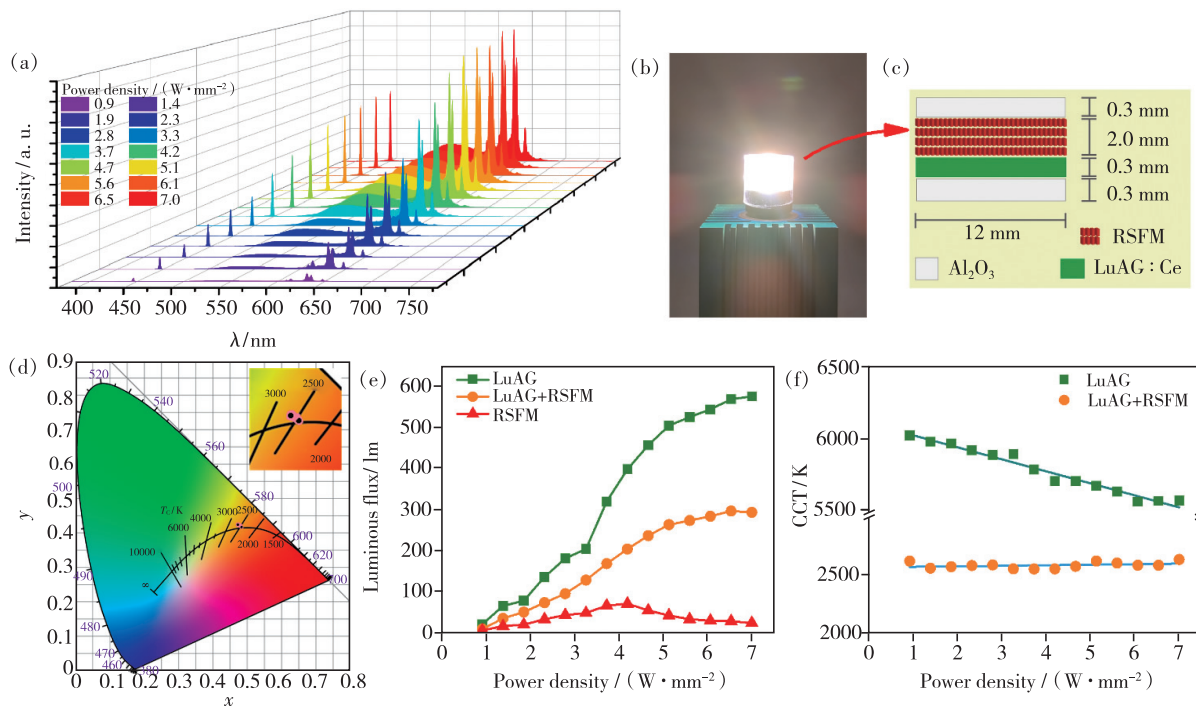 (a)
Power density / (W·mm⁻²)
0.9 1.4
1.9 2.3
2.8 3.3
3.7 4.2
4.7 5.1
5.6 6.1
6.5 7.0
Intensity/a. u.
400 450 500 550 600 650 700 750
λ/nm
(b)
(c)
0.3 mm
2.0 mm
0.3 mm
0.3 mm
12 mm
RSFM
Al₂O₃
LuAG:Ce
(d)
0.9
0.8
0.7
0.6
0.5
0.4
0.3
0.2
0.1
0
y
0 0.1 0.2 0.3 0.4 0.5 0.6 0.7 0.8
x
520
540
560
500
580
600
620
700
490
480
470
460
380
Tc/K
10000
6000
4000
3000
2500
2000
1500
∞
3000
2500
2000
(e)
LuAG
LuAG+RSFM
RSFM
600
500
400
300
200
100
0
Luminous flux/lm
0 1 2 3 4 5 6 7
Power density / (W·mm⁻²)
(f)
LuAG
LuAG+RSFM
6500
6000
5500
2500
2000
CCT/K
0 1 2 3 4 5 6 7
Power density / (W·mm⁻²)